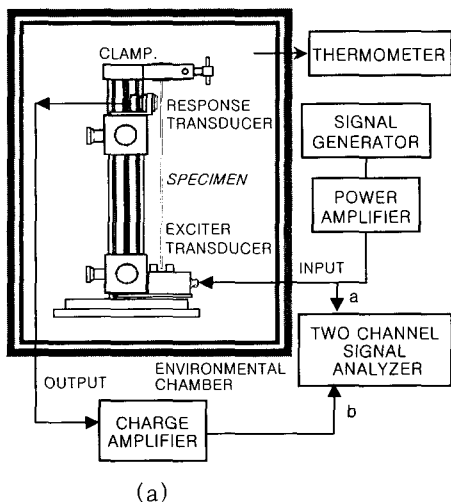 CLAMP.
THERMOMETER
RESPONSE
TRANSDUCER
SIGNAL
GENERATOR
SPECIMEN
POWER
AMPLIFIER
EXCITER
TRANSDUCER
INPUT
a
TWO CHANNEL
SIGNAL
ANALYZER
ENVIRONMENTAL
CHAMBER
OUTPUT
b
CHARGE
AMPLIFIER
(a)